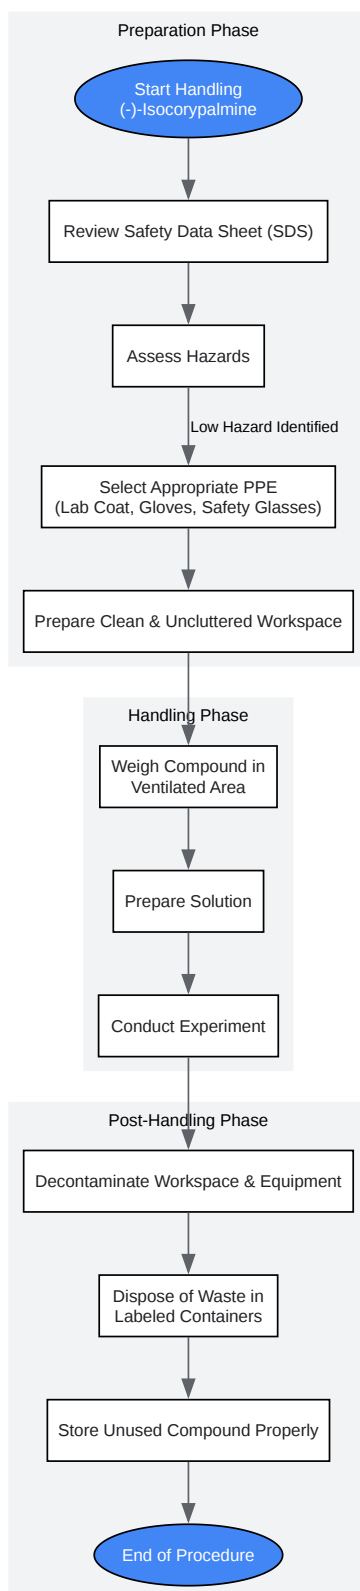 Preparation Phase
Start Handling
(-)-Isocorypalmine
Review Safety Data Sheet (SDS)
Assess Hazards
Low Hazard Identified
Select Appropriate PPE
(Lab Coat, Gloves, Safety Glasses)
Prepare Clean & Uncluttered Workspace
Handling Phase
Weigh Compound in
Ventilated Area
Prepare Solution
Conduct Experiment
Post-Handling Phase
Decontaminate Workspace & Equipment
Dispose of Waste in
Labeled Containers
Store Unused Compound Properly
End of Procedure